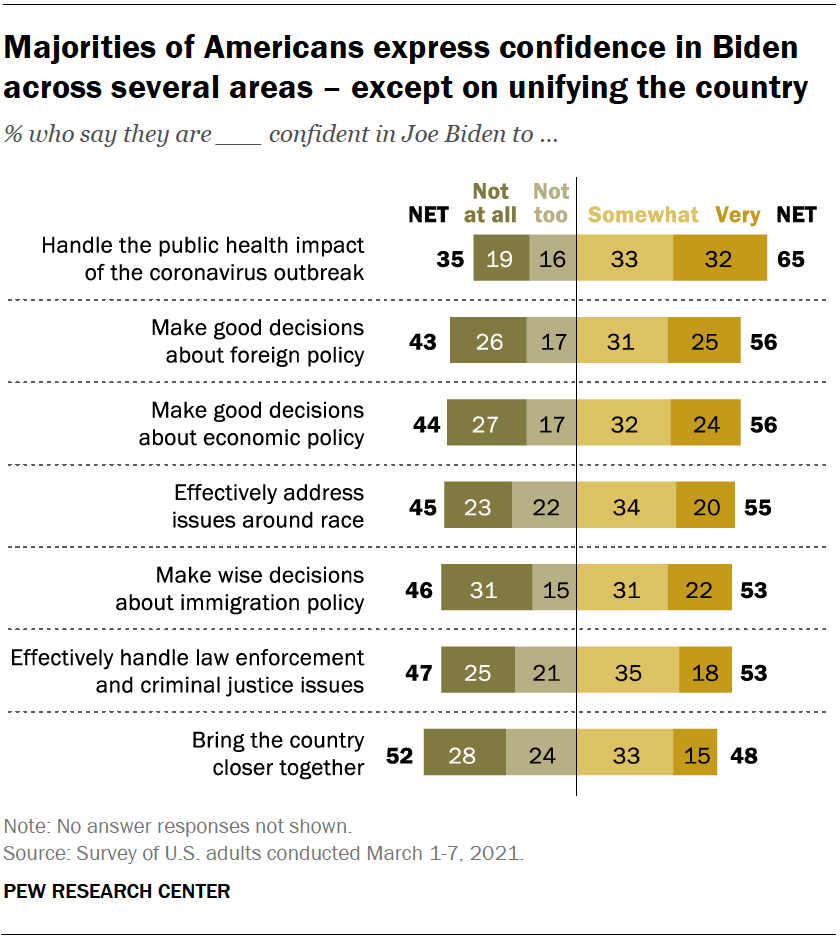 Majorities of Americans express confidence in Biden
across several areas – except on unifying the country
% who say they are ___ confident in Joe Biden to ...
Not Not
NET at all too Somewhat Very NET
Handle the public health impact
of the coronavirus outbreak
35 19 16 33 32 65
Make good decisions
about foreign policy
43 26 17 31 25 56
Make good decisions
about economic policy
44 27 17 32 24 56
Effectively address
issues around race
45 23 22 34 20 55
Make wise decisions
about immigration policy
46 31 15 31 22 53
Effectively handle law enforcement
and criminal justice issues
47 25 21 35 18 53
Bring the country
closer together
52 28 24 33 15 48
Note: No answer responses not shown.
Source: Survey of U.S. adults conducted March 1-7, 2021.
PEW RESEARCH CENTER